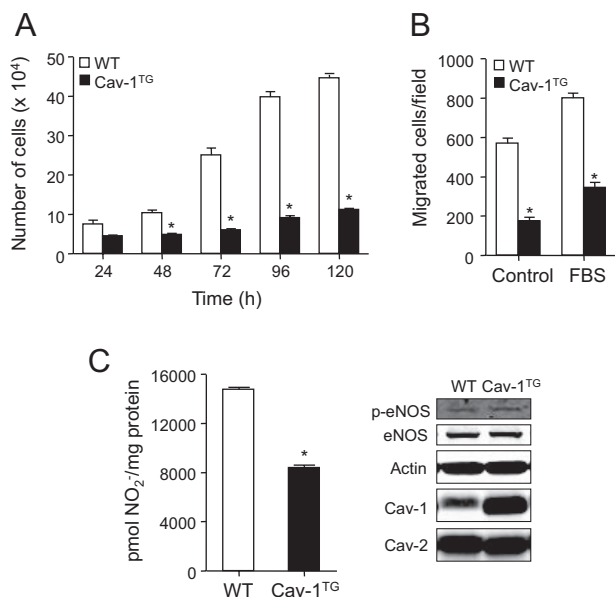 A
Number of cells (x 10⁴)
50
40
30
20
10
0
WT
Cav-1ᵀᴳ
*
*
*
*
24 48 72 96 120
Time (h)
B
Migrated cells/field
1000
800
600
400
200
0
WT
Cav-1ᵀᴳ
*
*
Control FBS
C
pmol NO₂⁻/mg protein
16000
12000
8000
4000
0
*
WT Cav-1ᵀᴳ
WT Cav-1ᵀᴳ
p-eNOS
eNOS
Actin
Cav-1
Cav-2